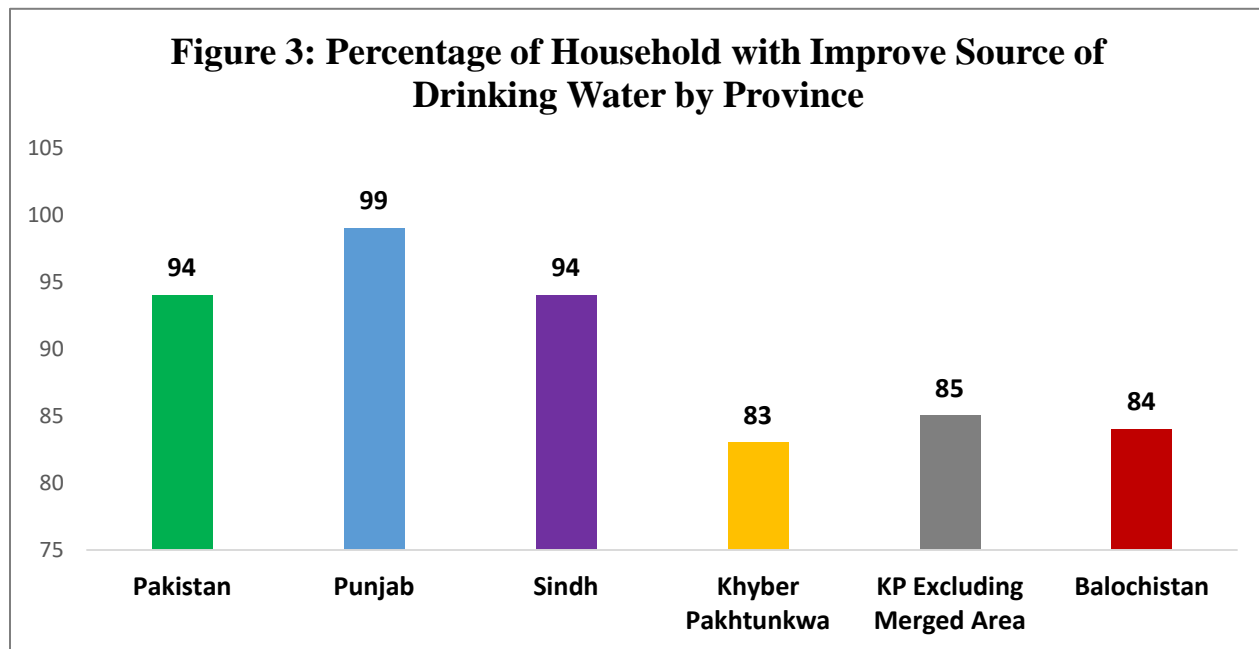 Figure 3: Percentage of Household with Improve Source of
Drinking Water by Province
105
100
95
90
85
80
75
94
99
94
83
85
84
Pakistan
Punjab
Sindh
Khyber
Pakhtunkwa
KP Excluding
Merged Area
Balochistan